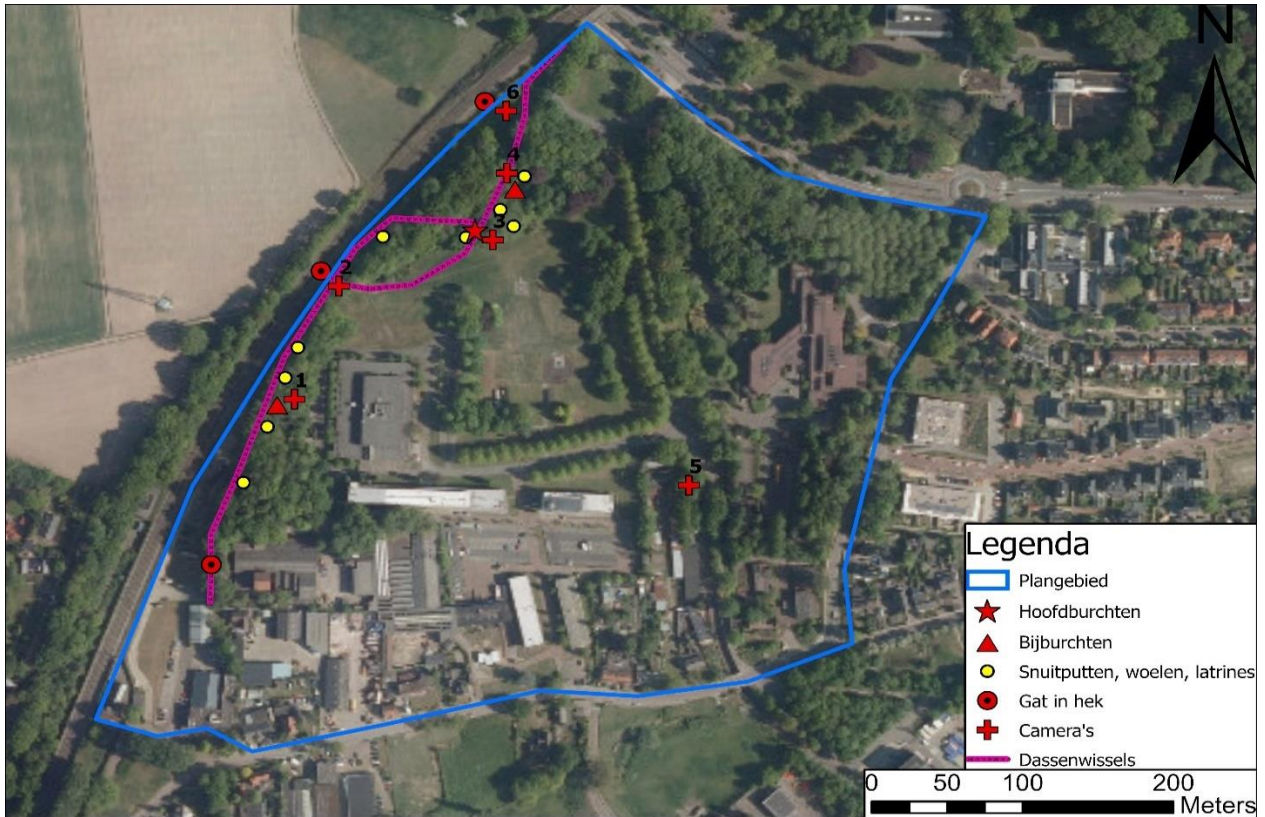 N
6
4
3
2
1
5
Legenda
Plangebied
Hoofdburchten
Bijburchten
Snuitputten, woelen, latrines
Gat in hek
Camera's
Dassenwissels
0 50 100 200
Meters